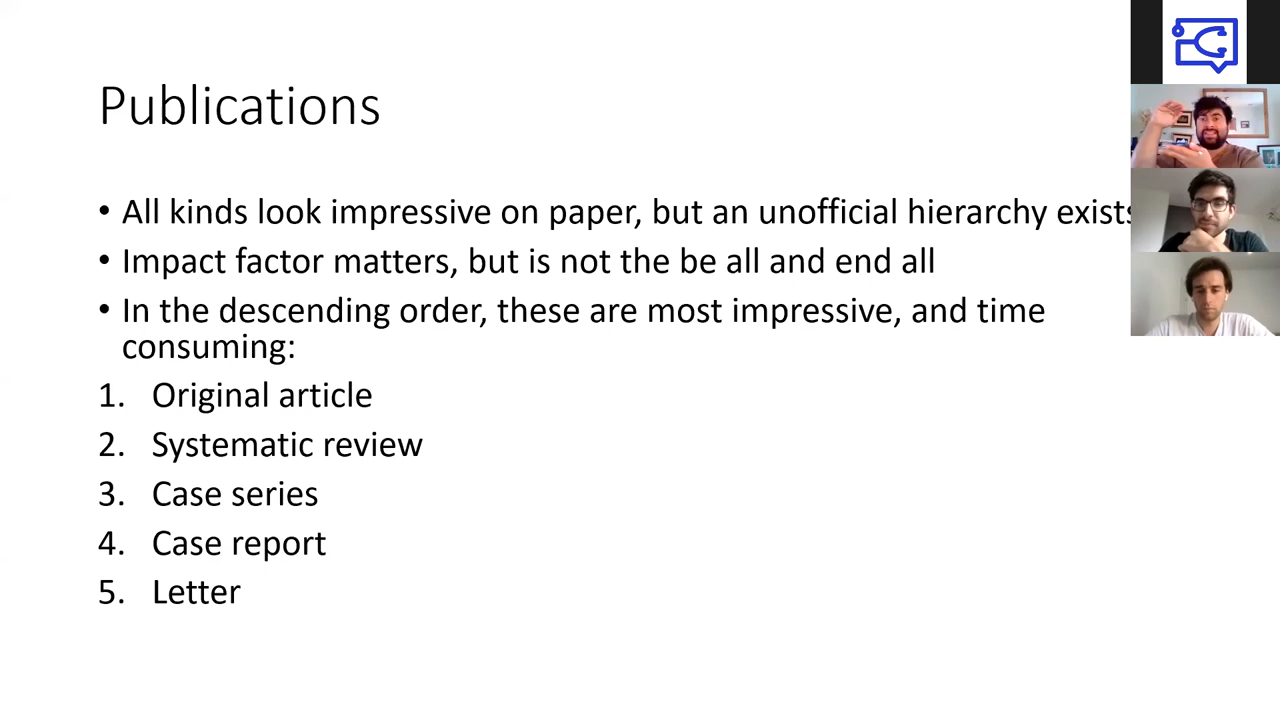 Publications
• All kinds look impressive on paper, but an unofficial hierarchy exists
• Impact factor matters, but is not the be all and end all
• In the descending order, these are most impressive, and time
consuming:
1. Original article
2. Systematic review
3. Case series
4. Case report
5. Letter